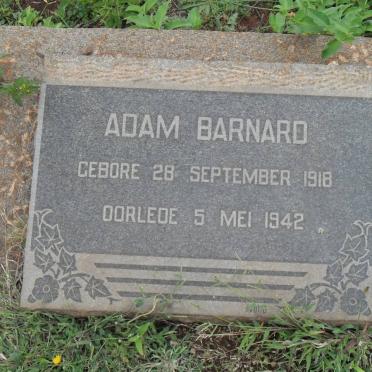 ADAM BARNARD
GEBORE 28 SEPTEMBER 1918
OORLEDE 5 MEI 1942